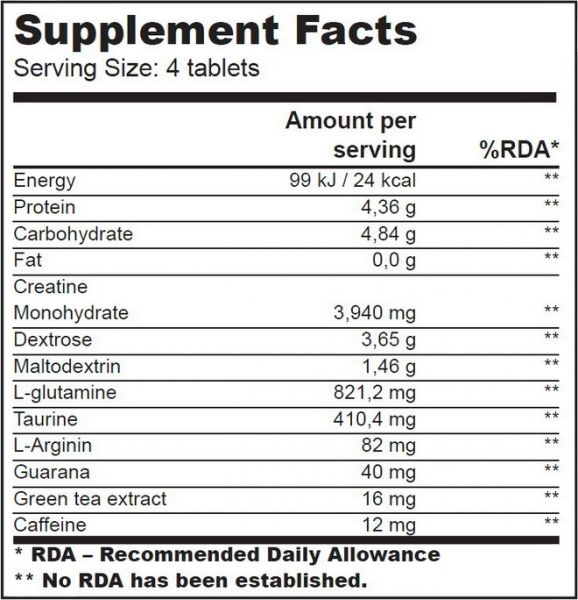 Supplement Facts
Serving Size: 4 tablets
Amount per
serving %RDA*
Energy 99 kJ / 24 kcal **
Protein 4,36 g **
Carbohydrate 4,84 g **
Fat 0,0 g **
Creatine
Monohydrate 3,940 mg **
Dextrose 3,65 g **
Maltodextrin 1,46 g **
L-glutamine 821,2 mg **
Taurine 410,4 mg **
L-Arginin 82 mg **
Guarana 40 mg **
Green tea extract 16 mg **
Caffeine 12 mg **
* RDA – Recommended Daily Allowance
** No RDA has been established.